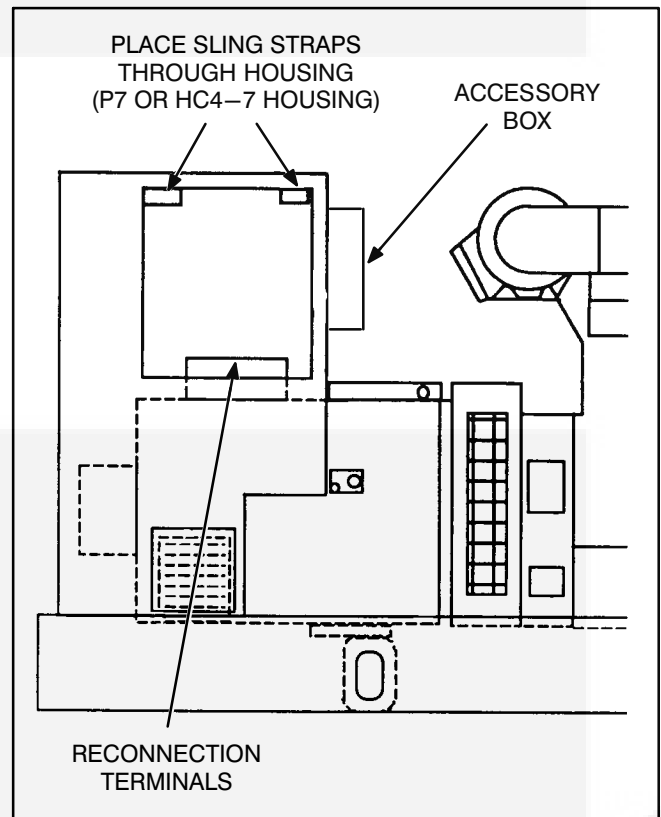 PLACE SLING STRAPS
THROUGH HOUSING
(P7 OR HC4–7 HOUSING)
ACCESSORY
BOX
RECONNECTION
TERMINALS